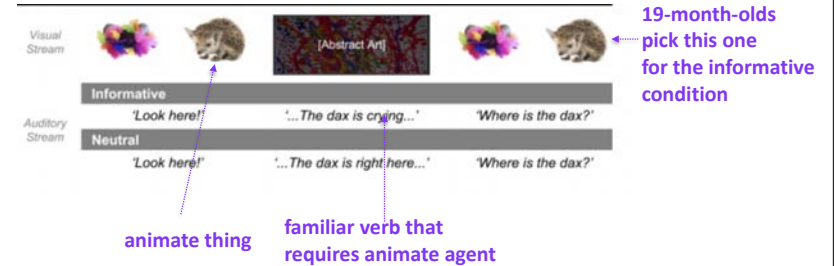 19-month-olds
pick this one
for the informative
condition
Visual
Stream
[Abstract Art]
Informative
Auditory
Stream
'Look here!'
'...The dax is crying...'
'Where is the dax?'
Neutral
'Look here!'
'...The dax is right here...'
'Where is the dax?'
animate thing
familiar verb that
requires animate agent